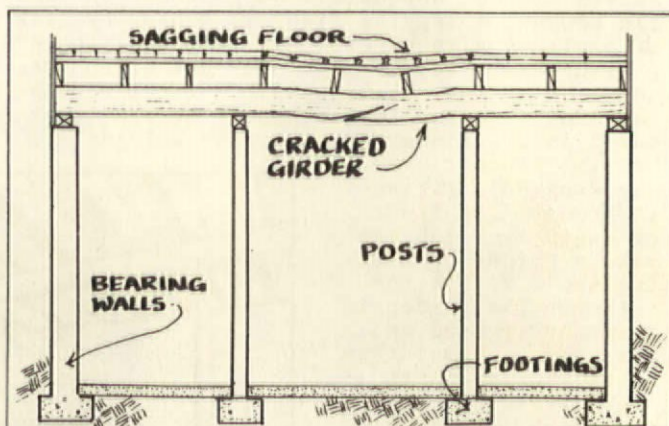 SAGGING FLOOR
CRACKED
GIRDER
POSTS
BEARING
WALLS
FOOTINGS